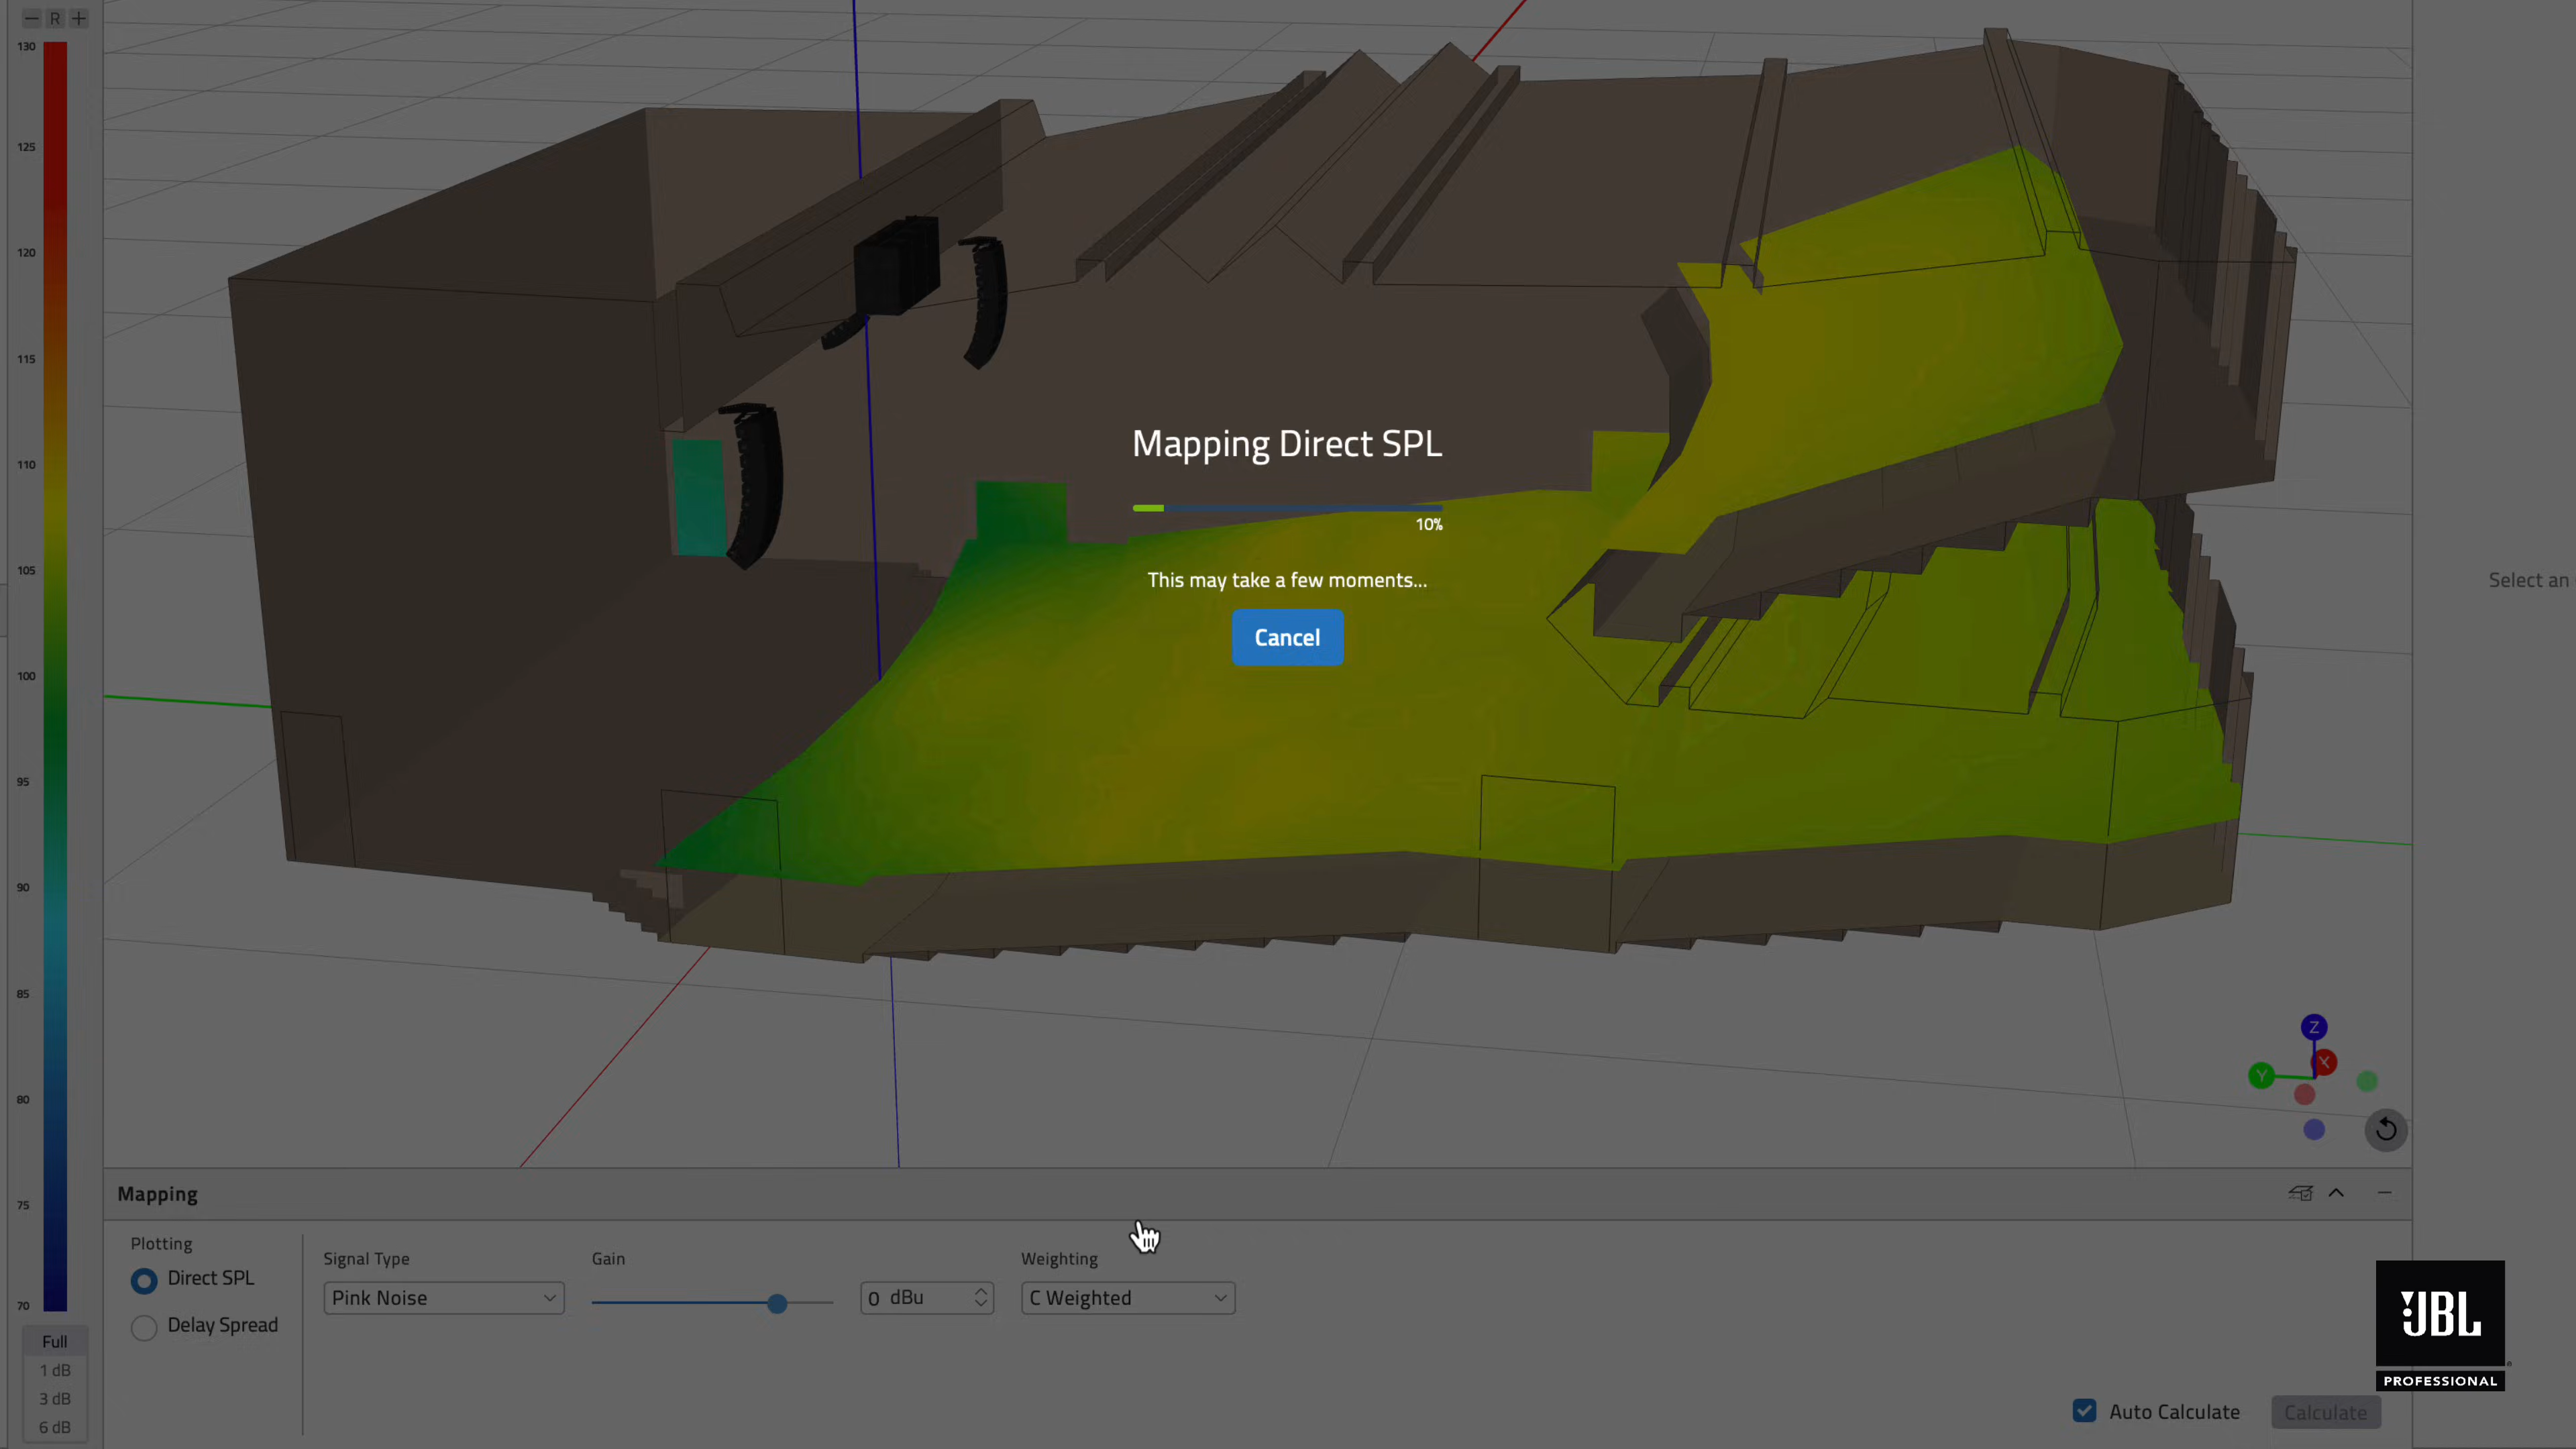 R
130
125
120
115
110
105
100
95
90
85
80
75
70
Full
1 dB
3 dB
6 dB
Mapping Direct SPL
10%
This may take a few moments...
Cancel
Select an
Z
X
Y
Mapping
Plotting
Direct SPL
Delay Spread
Signal Type
Pink Noise
Gain
0 dBu
Weighting
C Weighted
Auto Calculate
Calculate
JBL
PROFESSIONAL